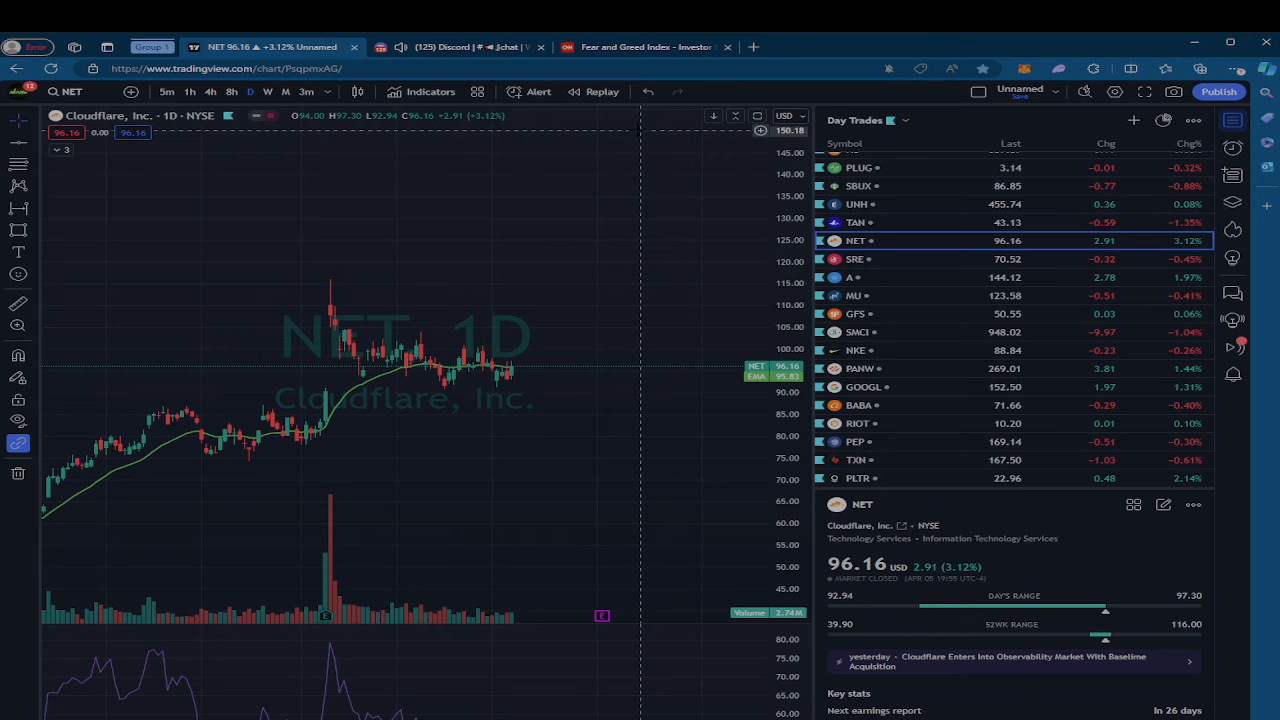 Error
Group 1
NET 96.16 ▲ +3.12% Unnamed
(125) Discord | #
chat |
Fear and Greed Index - Investor
https://www.tradingview.com/chart/PsqpmxAG/
12
NET
5m 1h 4h 8h D W M 3m
Indicators
Alert
Replay
Unnamed
Save
Publish
Cloudflare, Inc. · 1D · NYSE
O94.00 H97.30 L92.94 C96.16 +2.91 (+3.12%)
USD
96.16 0.00 96.16
3
150.18
145.00
140.00
135.00
130.00
125.00
120.00
115.00
110.00
105.00
100.00
NET 96.16
EMA 95.83
90.00
85.00
80.00
75.00
70.00
65.00
60.00
55.00
50.00
45.00
Volume 2.74M
80.00
75.00
70.00
65.00
60.00
NET 1D
Cloudflare, Inc.
E
E
Day Trades
Symbol Last Chg Chg%
PLUG 3.14 −0.01 −0.32%
SBUX 86.85 −0.77 −0.88%
UNH 455.74 0.36 0.08%
TAN 43.13 −0.59 −1.35%
NET 96.16 2.91 3.12%
SRE 70.52 −0.32 −0.45%
A 144.12 2.78 1.97%
MU 123.58 −0.51 −0.41%
GFS 50.55 0.03 0.06%
SMCI 948.02 −9.97 −1.04%
NKE 88.84 −0.23 −0.26%
PANW 269.01 3.81 1.44%
GOOGL 152.50 1.97 1.31%
BABA 71.66 −0.29 −0.40%
RIOT 10.20 0.01 0.10%
PEP 169.14 −0.51 −0.30%
TXN 167.50 −1.03 −0.61%
PLTR 22.96 0.48 2.14%
NET
Cloudflare, Inc. • NYSE
Technology Services • Information Technology Services
96.16 USD 2.91 (3.12%)
MARKET CLOSED (APR 05 19:55 UTC-4)
92.94 DAY'S RANGE 97.30
39.90 52WK RANGE 116.00
yesterday - Cloudflare Enters Into Observability Market With Baselime
Acquisition
Key stats
Next earnings report In 26 days